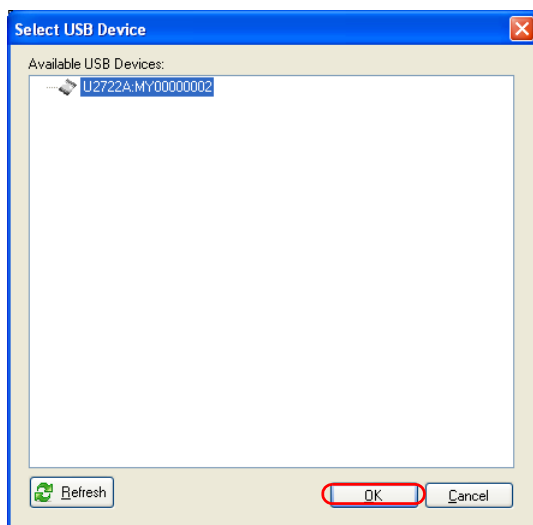 Select USB Device
Available USB Devices:
U2722A:MY00000002
Refresh
OK
Cancel